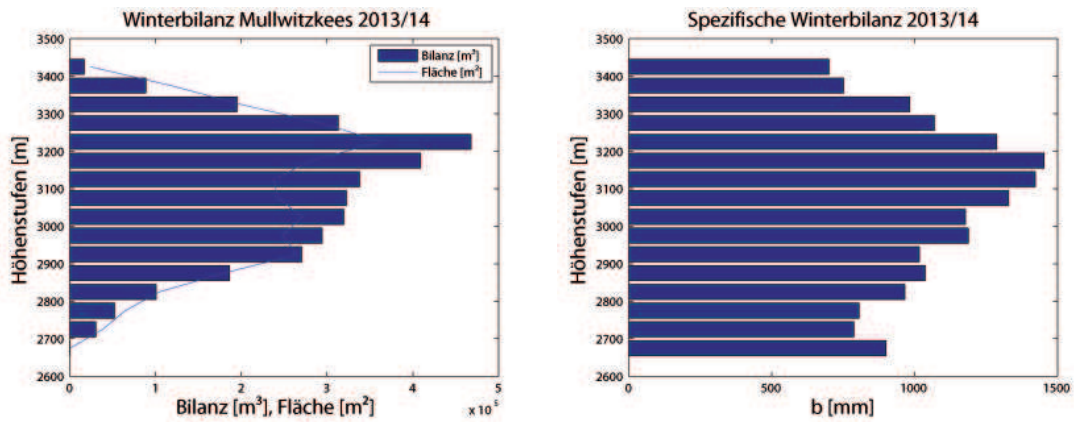 Winterbilanz Mullwitzkees 2013/14
Höhenstufen [m]
3500
3400
3300
3200
3100
3000
2900
2800
2700
2600
Bilanz [m³]
Fläche [m²]
0 1 2 3 4 5
x 10⁵
Bilanz [m³], Fläche [m²]
Spezifische Winterbilanz 2013/14
Höhenstufen [m]
3500
3400
3300
3200
3100
3000
2900
2800
2700
2600
0 500 1000 1500
b [mm]